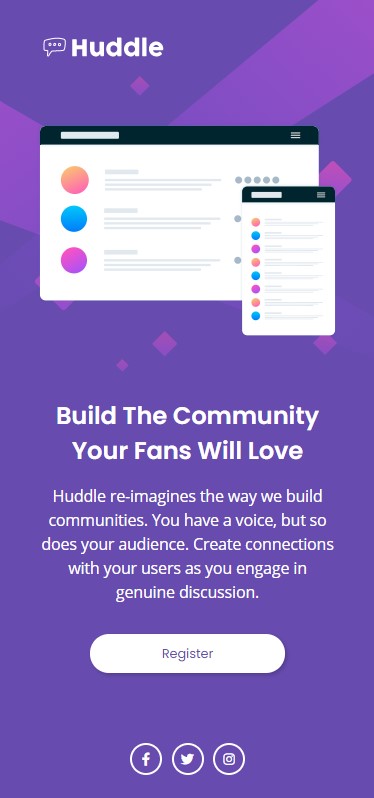 Huddle
Build The Community
Your Fans Will Love
Huddle re-imagines the way we build
communities. You have a voice, but so
does your audience. Create connections
with your users as you engage in
genuine discussion.
Register